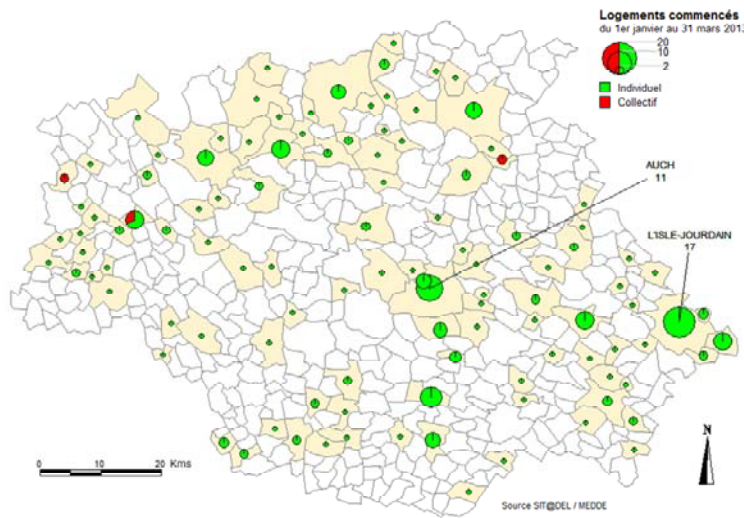 Logements commencés
du 1er janvier au 31 mars 2013
20
10
2
Individuel
Collectif
AUCH
11
L'ISLE-JOURDAIN
17
N
0 10 20 Kms
Source SIT@DEL / MEDDE